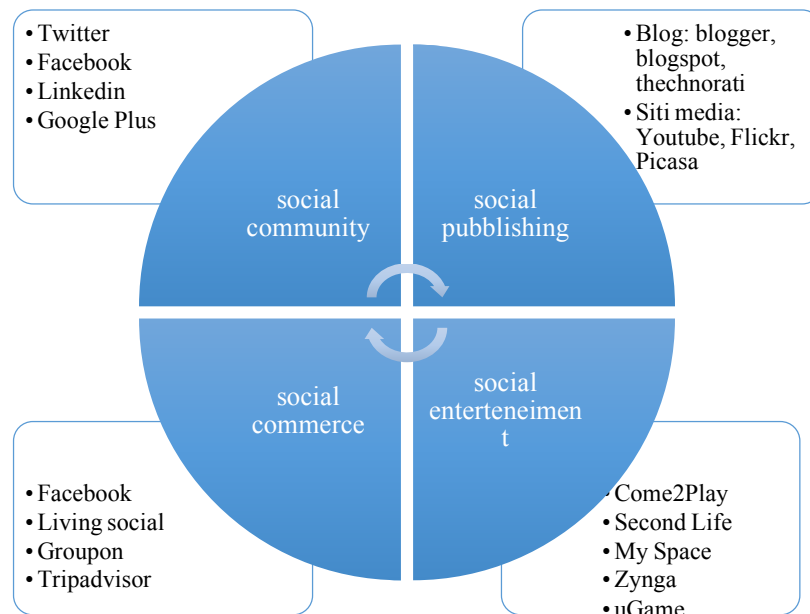 • Twitter
• Facebook
• Linkedin
• Google Plus
• Blog: blogger,
blogspot,
thechnorati
• Siti media:
Youtube, Flickr,
Picasa
social
community
social
pubblishing
social
commerce
social
enterteneimen
t
• Facebook
• Living social
• Groupon
• Tripadvisor
• Come2Play
• Second Life
• My Space
• Zynga
• uGame